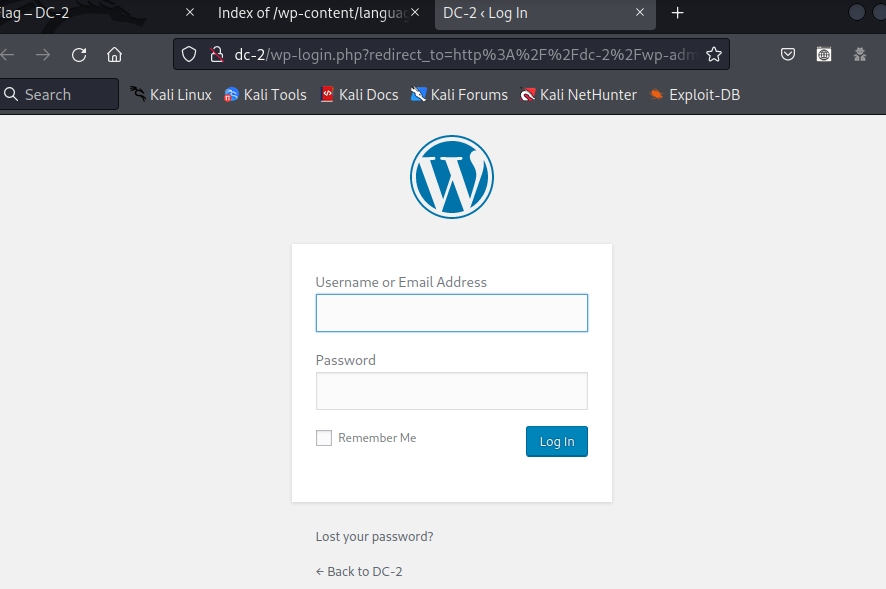 lag – DC-2
Index of /wp-content/langua
DC-2 ‹ Log In
dc-2/wp-login.php?redirect_to=http%3A%2F%2Fdc-2%2Fwp-adm
Search
Kali Linux
Kali Tools
Kali Docs
Kali Forums
Kali NetHunter
Exploit-DB
Username or Email Address
Password
Remember Me
Log In
Lost your password?
← Back to DC-2